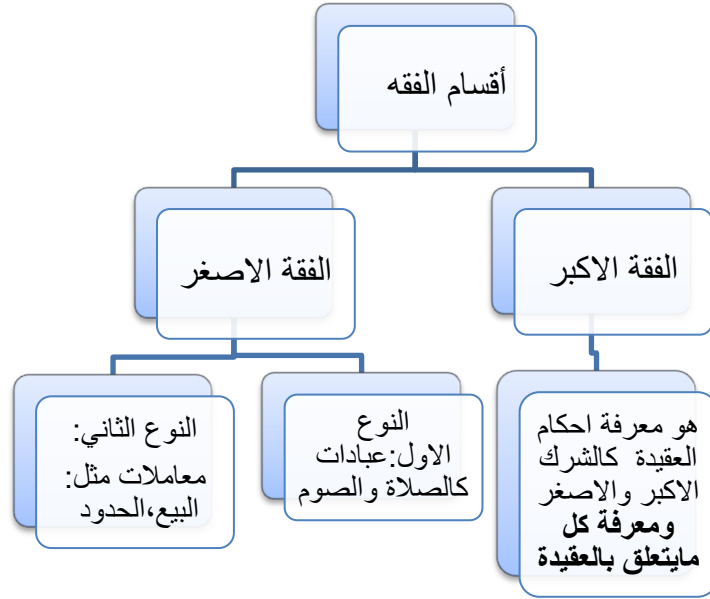 أقسام الفقه
الفقة الاكبر
الفقة الاصغر
هو معرفة احكام
العقيدة كالشرك
الاكبر والاصغر
ومعرفة كل
مايتعلق بالعقيدة
النوع
الاول:عبادات
كالصلاة والصوم
النوع الثاني:
معاملات مثل:
البيع،الحدود